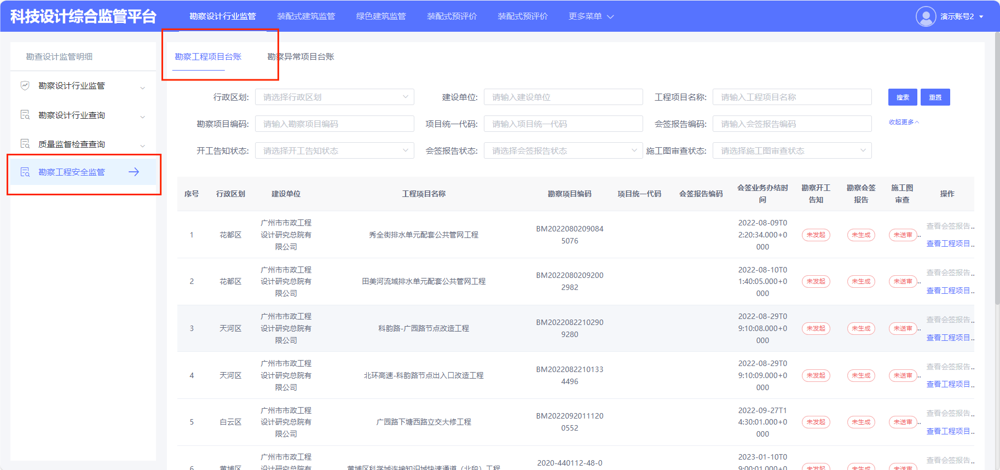 科技设计综合监管平台
勘察设计行业监管 装配式建筑监管 绿色建筑监管 装配式预评价 装配式预评价 更多菜单
演示账号2
勘查设计监管明细
勘察设计行业监管
勘察设计行业查询
质量监督检查查询
勘察工程安全监管
勘察工程项目台账 勘察异常项目台账
行政区划: 请选择行政区划 建设单位: 请输入建设单位 工程项目名称: 请输入工程项目名称 搜索 重置
勘察项目编码: 请输入勘察项目编码 项目统一代码: 请输入项目统一代码 会签报告编码: 请输入会签报告编码 收起更多
开工告知状态: 请选择开工告知状态 会签报告状态: 请选择会签报告状态 施工图审查状态: 请选择施工图审查状态
序号 行政区划 建设单位 工程项目名称 勘察项目编码 项目统一代码 会签报告编码 会签业务办结时间 勘察开工告知 勘察会签报告 施工图审查 操作
1 花都区 广州市市政工程设计研究总院有限公司 秀全街排水单元配套公共管网工程 BM20220802090845076 2022-08-09T02:20:34.000+0000 未发起 未生成 未送审.. 查看会签报告.. 查看工程项目..
2 花都区 广州市市政工程设计研究总院有限公司 田美河流域排水单元配套公共管网工程 BM20220802092002982 2022-08-10T01:40:05.000+0000 未发起 未生成 未送审.. 查看会签报告.. 查看工程项目..
3 天河区 广州市市政工程设计研究总院有限公司 科韵路-广园路节点改造工程 BM20220822102909280 2022-08-29T09:10:08.000+0000 未发起 未生成 未送审.. 查看会签报告.. 查看工程项目..
4 天河区 广州市市政工程设计研究总院有限公司 北环高速-科韵路节点出入口改造工程 BM20220822101334496 2022-08-29T09:10:09.000+0000 未发起 未生成 未送审.. 查看会签报告.. 查看工程项目..
5 白云区 广州市市政工程设计研究总院有限公司 广园路下塘西路立交大修工程 BM20220920111200552 2022-09-27T14:30:01.000+0000 未发起 未生成 未送审.. 查看会签报告.. 查看工程项目..
6 黄埔区 广州市市政工程设计研究总院有 黄埔区科学城连接知识城快速通道（北段）工程 2020-440112-48-0 2023-01-10T09:00:01.000+0 未发起 未生成 未送审 查看会签报告..